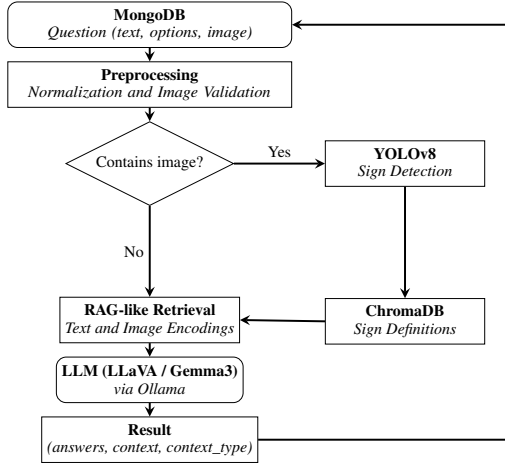 MongoDB
Question (text, options, image)
Preprocessing
Normalization and Image Validation
Contains image?
Yes
YOLOv8
Sign Detection
No
RAG-like Retrieval
Text and Image Encodings
ChromaDB
Sign Definitions
LLM (LLaVA / Gemma3)
via Ollama
Result
(answers, context, context_type)